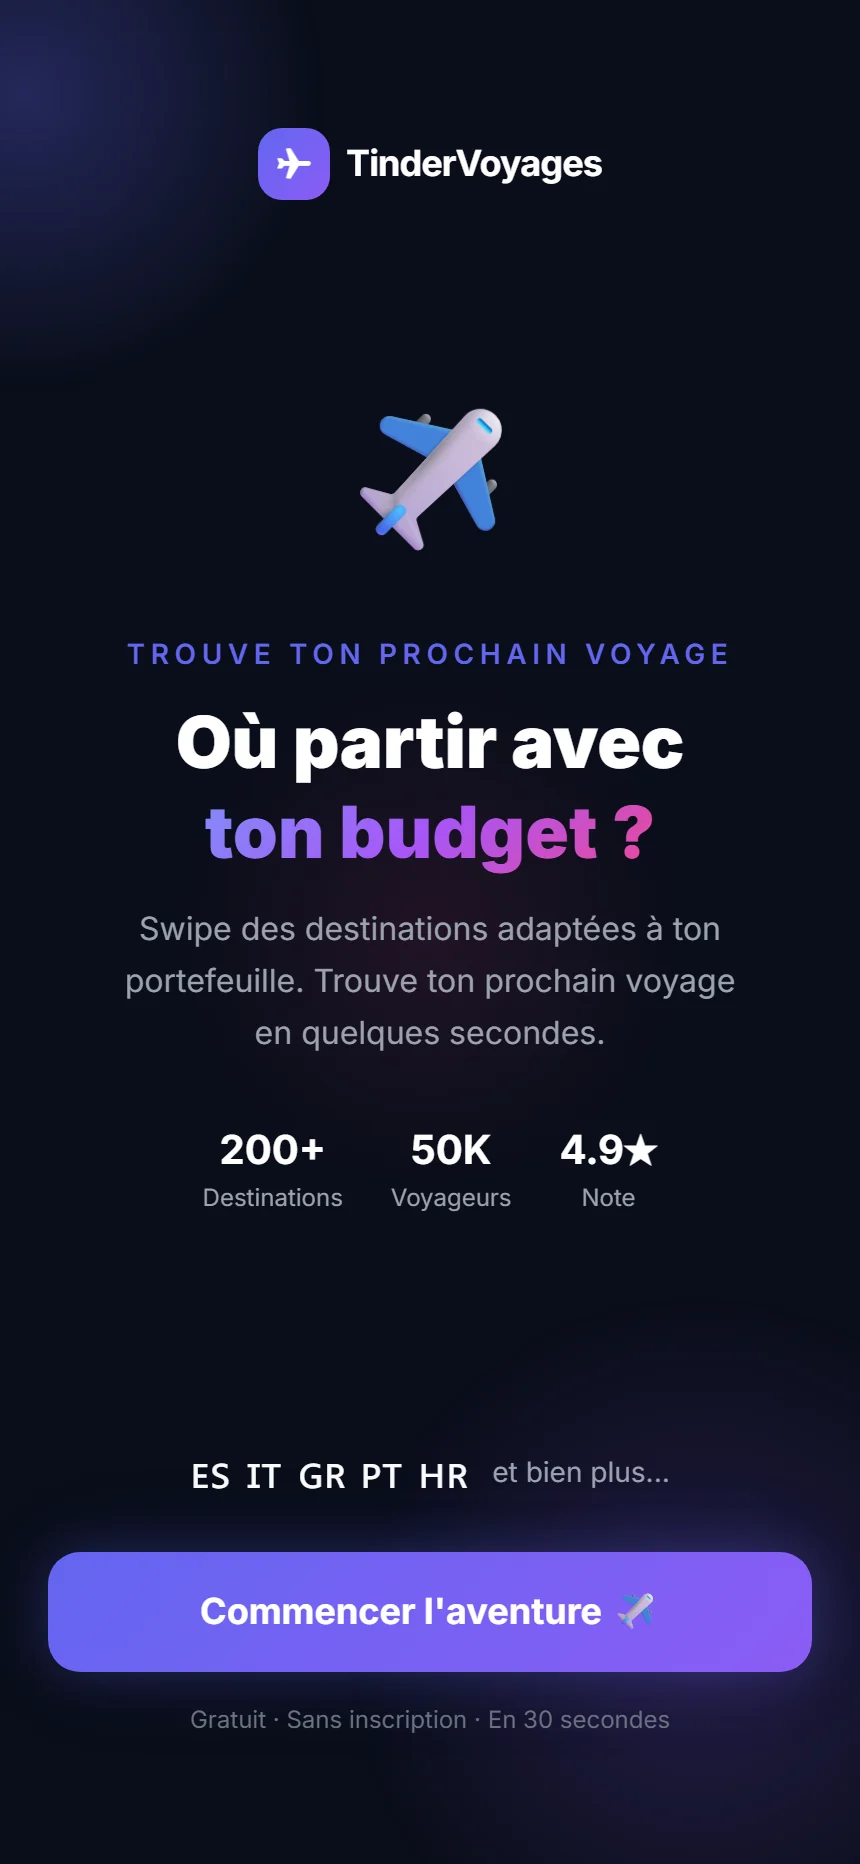 TinderVoyages
TROUVE TON PROCHAIN VOYAGE
Où partir avec
ton budget ?
Swipe des destinations adaptées à ton
portefeuille. Trouve ton prochain voyage
en quelques secondes.
200+ 50K 4.9★
Destinations Voyageurs Note
ES IT GR PT HR et bien plus...
Commencer l'aventure ✈️
Gratuit · Sans inscription · En 30 secondes